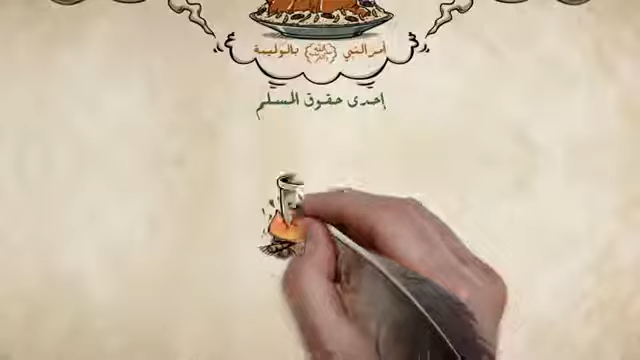 أمر النبي ﷺ بالوليمة
إحدى حقوق المسلم